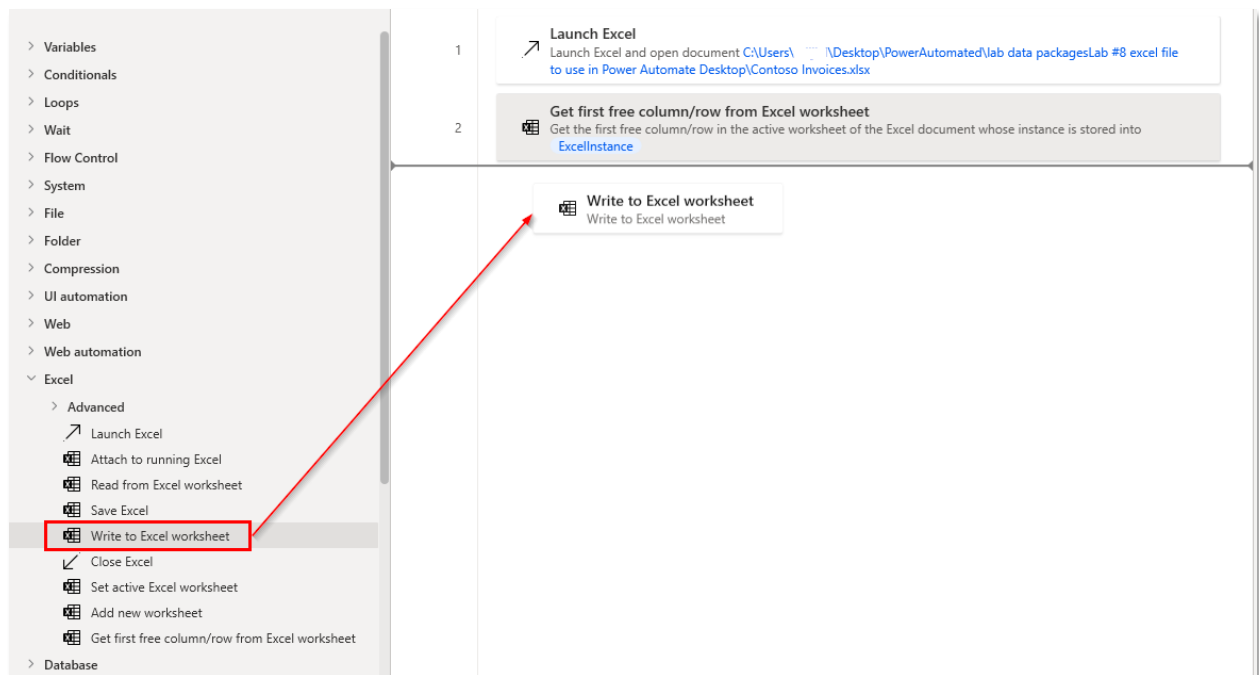 Variables
Conditionals
Loops
Wait
Flow Control
System
File
Folder
Compression
UI automation
Web
Web automation
Excel
Advanced
Launch Excel
Attach to running Excel
Read from Excel worksheet
Save Excel
Write to Excel worksheet
Close Excel
Set active Excel worksheet
Add new worksheet
Get first free column/row from Excel worksheet
Database
1
Launch Excel
Launch Excel and open document C:\Users\ \Desktop\PowerAutomated\lab data packagesLab #8 excel file
to use in Power Automate Desktop\Contoso Invoices.xlsx
2
Get first free column/row from Excel worksheet
Get the first free column/row in the active worksheet of the Excel document whose instance is stored into
ExcelInstance
Write to Excel worksheet
Write to Excel worksheet